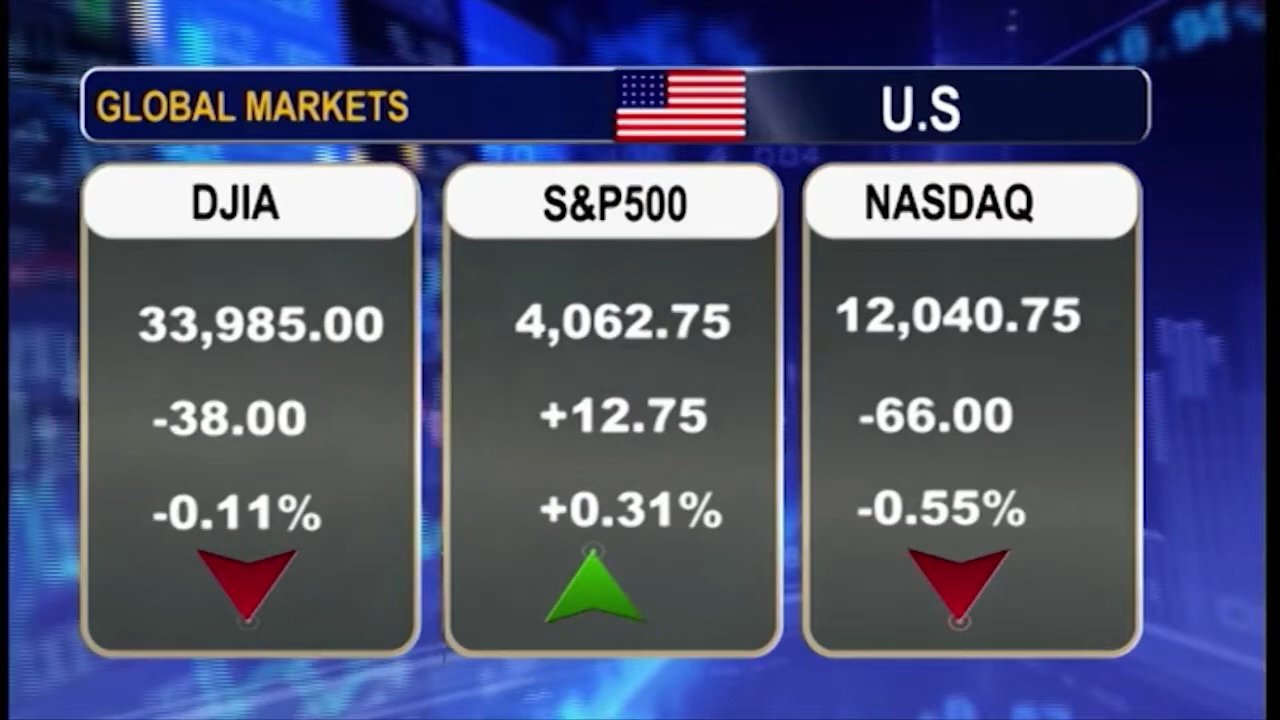 GLOBAL MARKETS
U.S
DJIA
33,985.00
-38.00
-0.11%
S&P500
4,062.75
+12.75
+0.31%
NASDAQ
12,040.75
-66.00
-0.55%